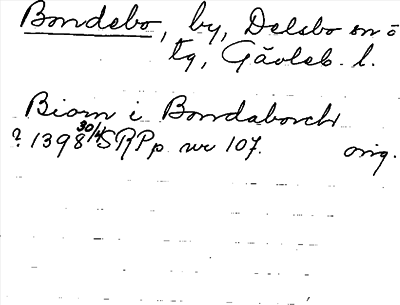 Bondebo, by, Delsbo sn o
tg, Gävleb. l.
Biorn i Bondaborch
? 1398 30/4 SRPp nr 107. orig.